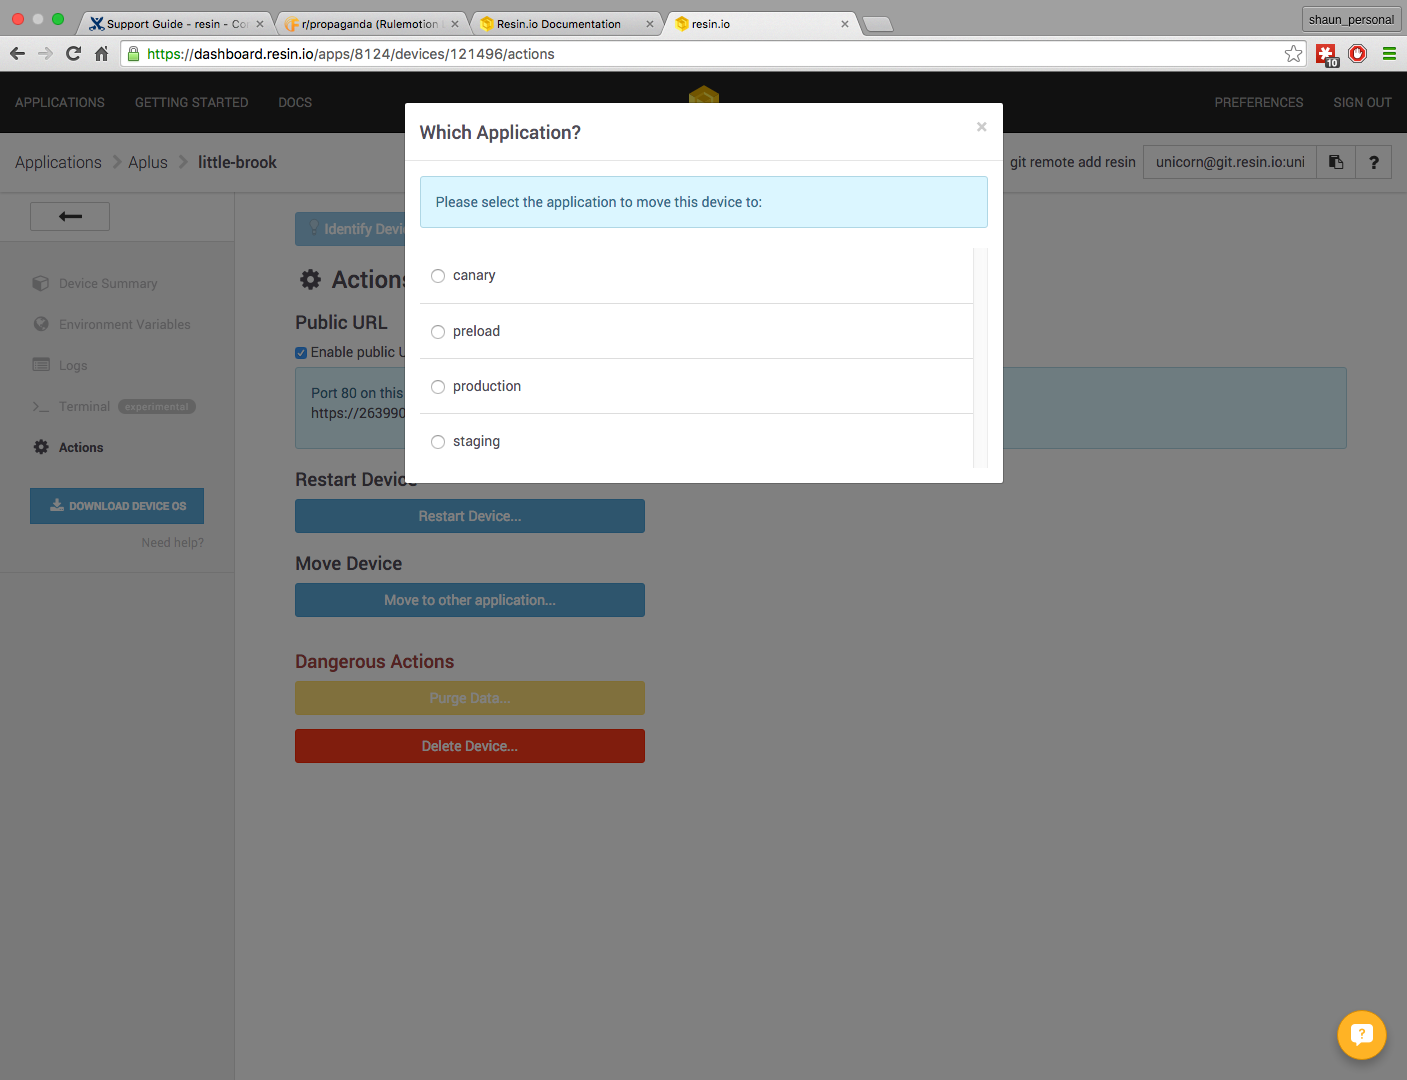 Support Guide - resin - Co
r/propaganda (Rulemotion
Resin.io Documentation
resin.io
shaun_personal
https://dashboard.resin.io/apps/8124/devices/121496/actions
10
APPLICATIONS
GETTING STARTED
DOCS
PREFERENCES
SIGN OUT
Applications
Aplus
little-brook
git remote add resin
unicorn@git.resin.io:uni
?
Which Application?
×
Please select the application to move this device to:
canary
preload
production
staging
Device Summary
Environment Variables
Logs
Terminal experimental
Actions
DOWNLOAD DEVICE OS
Need help?
Identify Devi
Actions
Public URL
Enable public U
Port 80 on this
https://263990
Restart Device
Restart Device...
Move Device
Move to other application...
Dangerous Actions
Purge Data...
Delete Device...
?